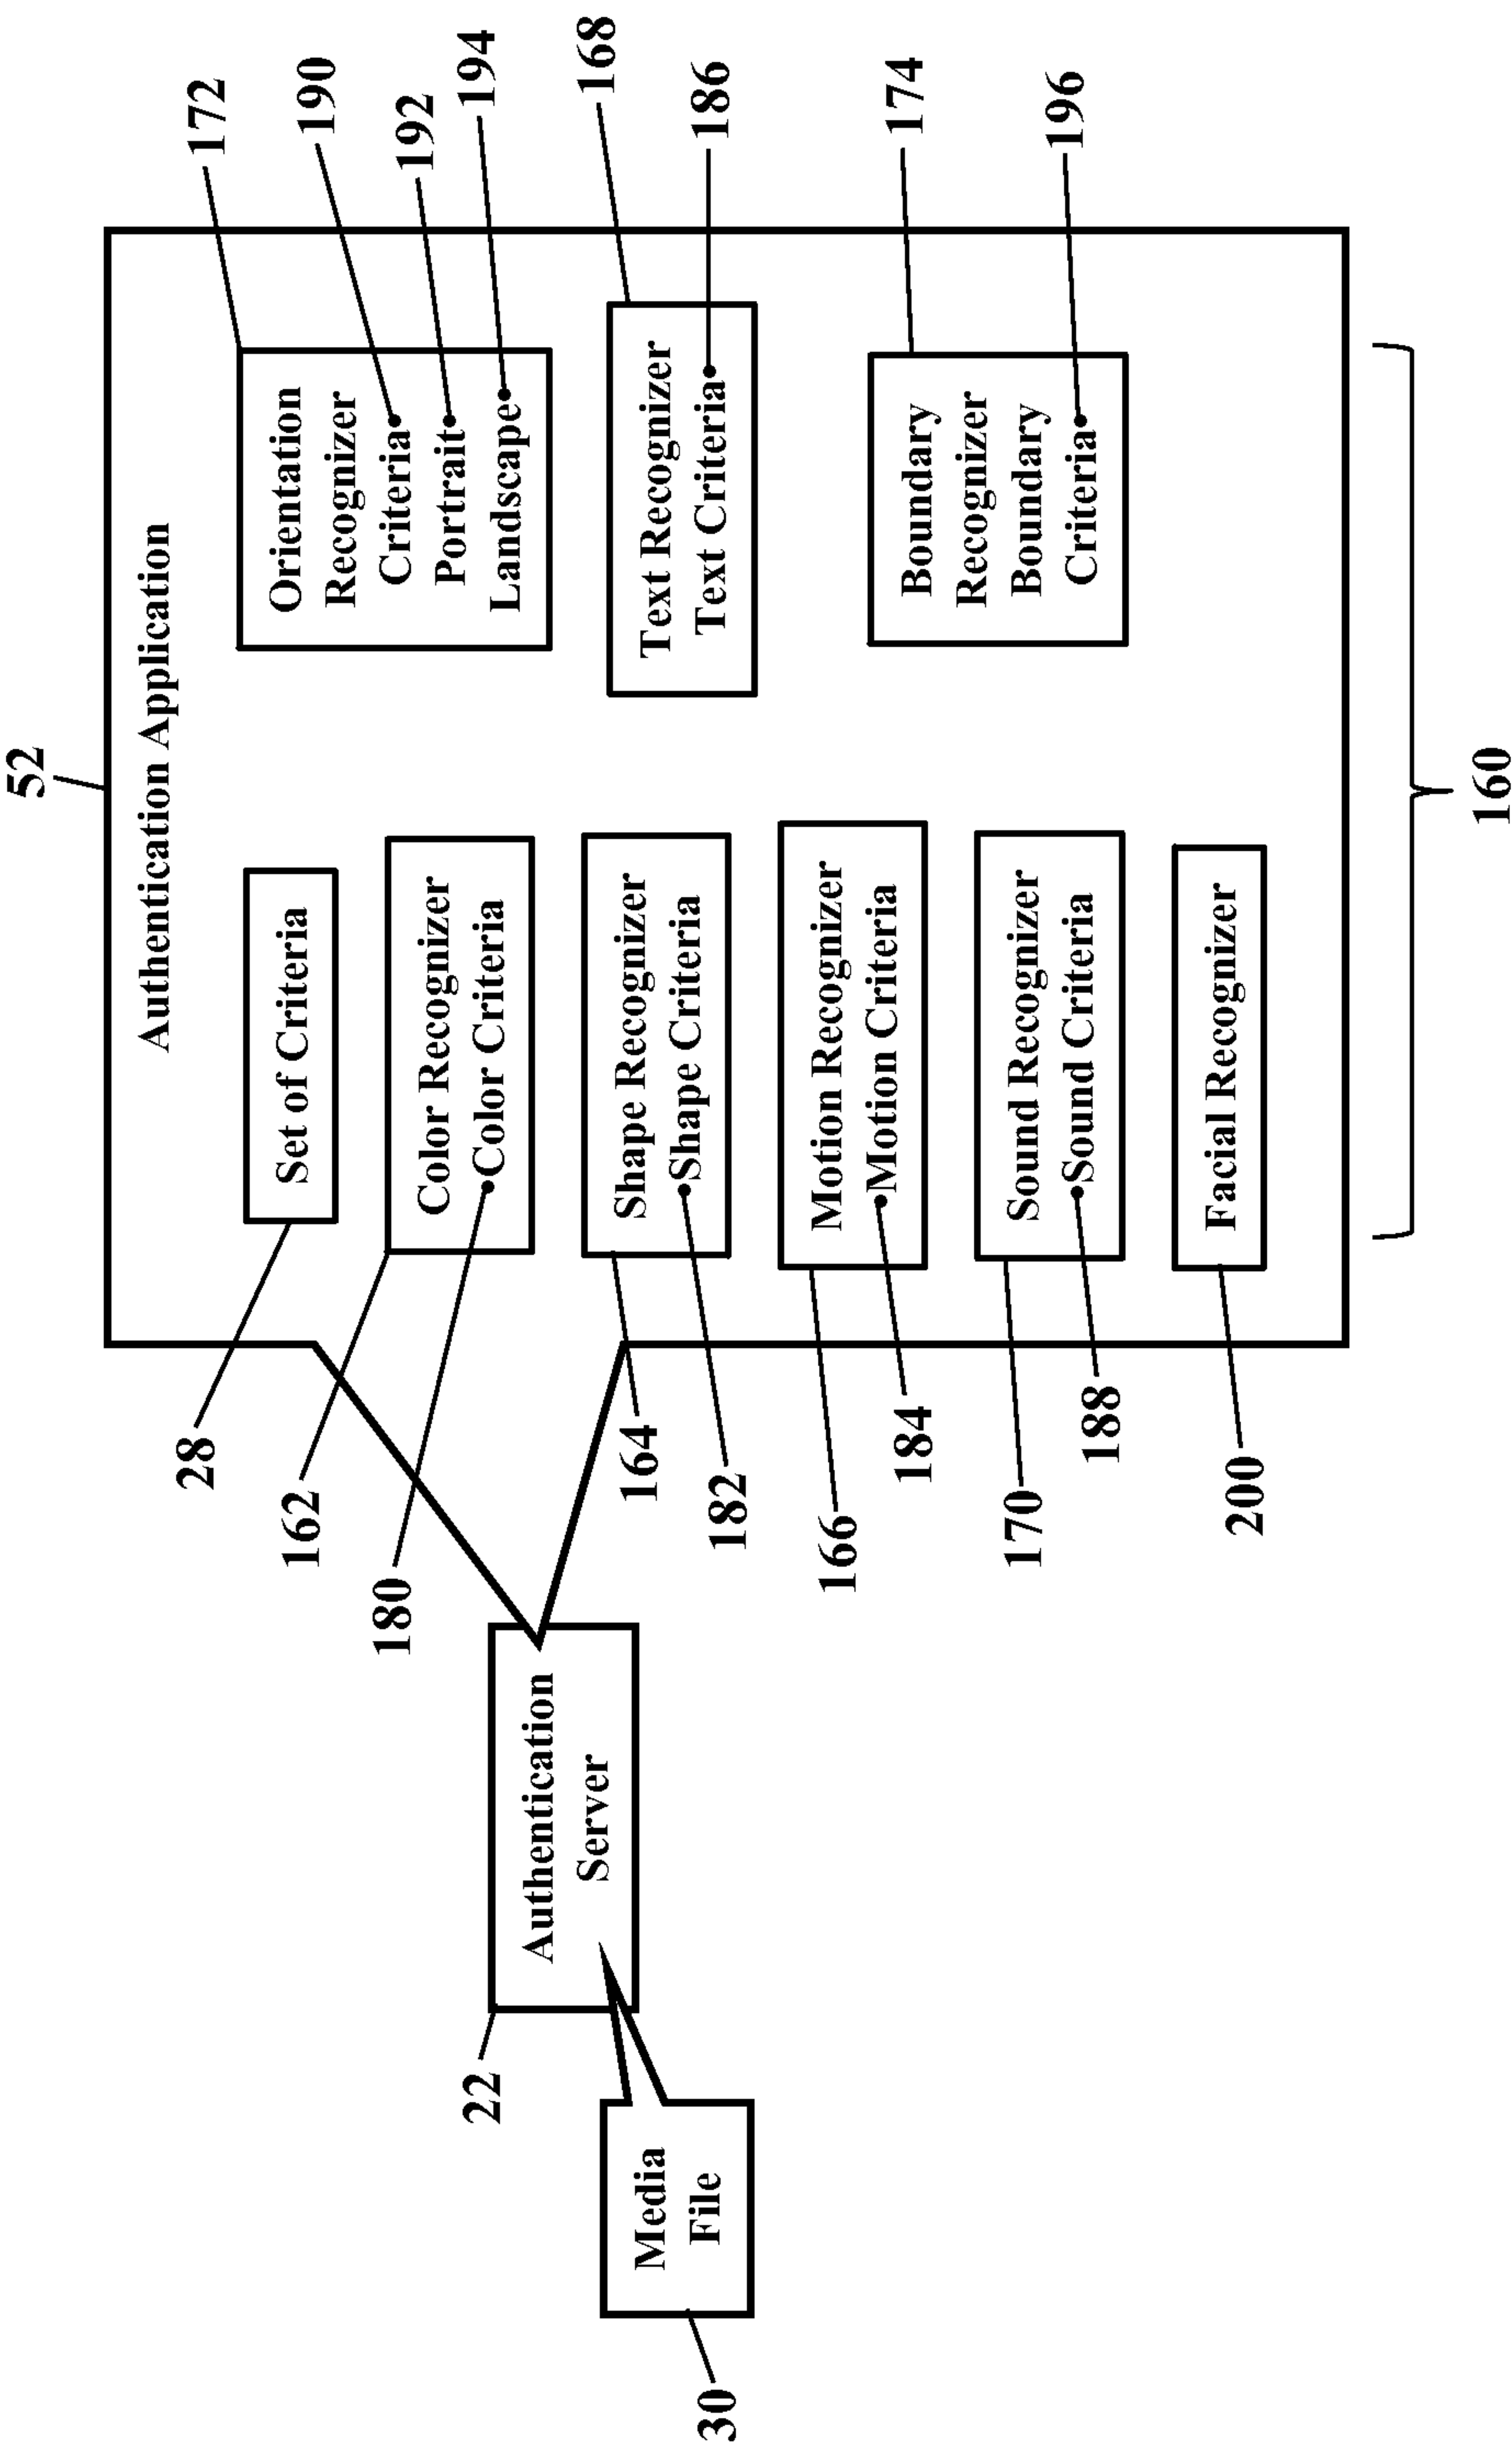 52
Authentication Application
28
Set of Criteria
162
Color Recognizer
Color Criteria
180
164
Shape Recognizer
Shape Criteria
182
166
Motion Recognizer
Motion Criteria
184
170
Sound Recognizer
Sound Criteria
188
200
Facial Recognizer
172
Orientation
Recognizer
Criteria
190
Portrait
192
Landscape
194
168
Text Recognizer
Text Criteria
186
174
Boundary
Recognizer
Boundary
Criteria
196
160
22
Authentication
Server
30
Media
File